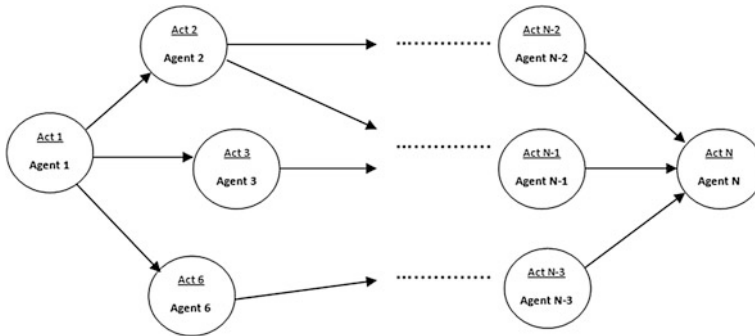 Act 2
Agent 2
Act N-2
Agent N-2
Act 1
Agent 1
Act 3
Agent 3
Act N-1
Agent N-1
Act N
Agent N
Act 6
Agent 6
Act N-3
Agent N-3